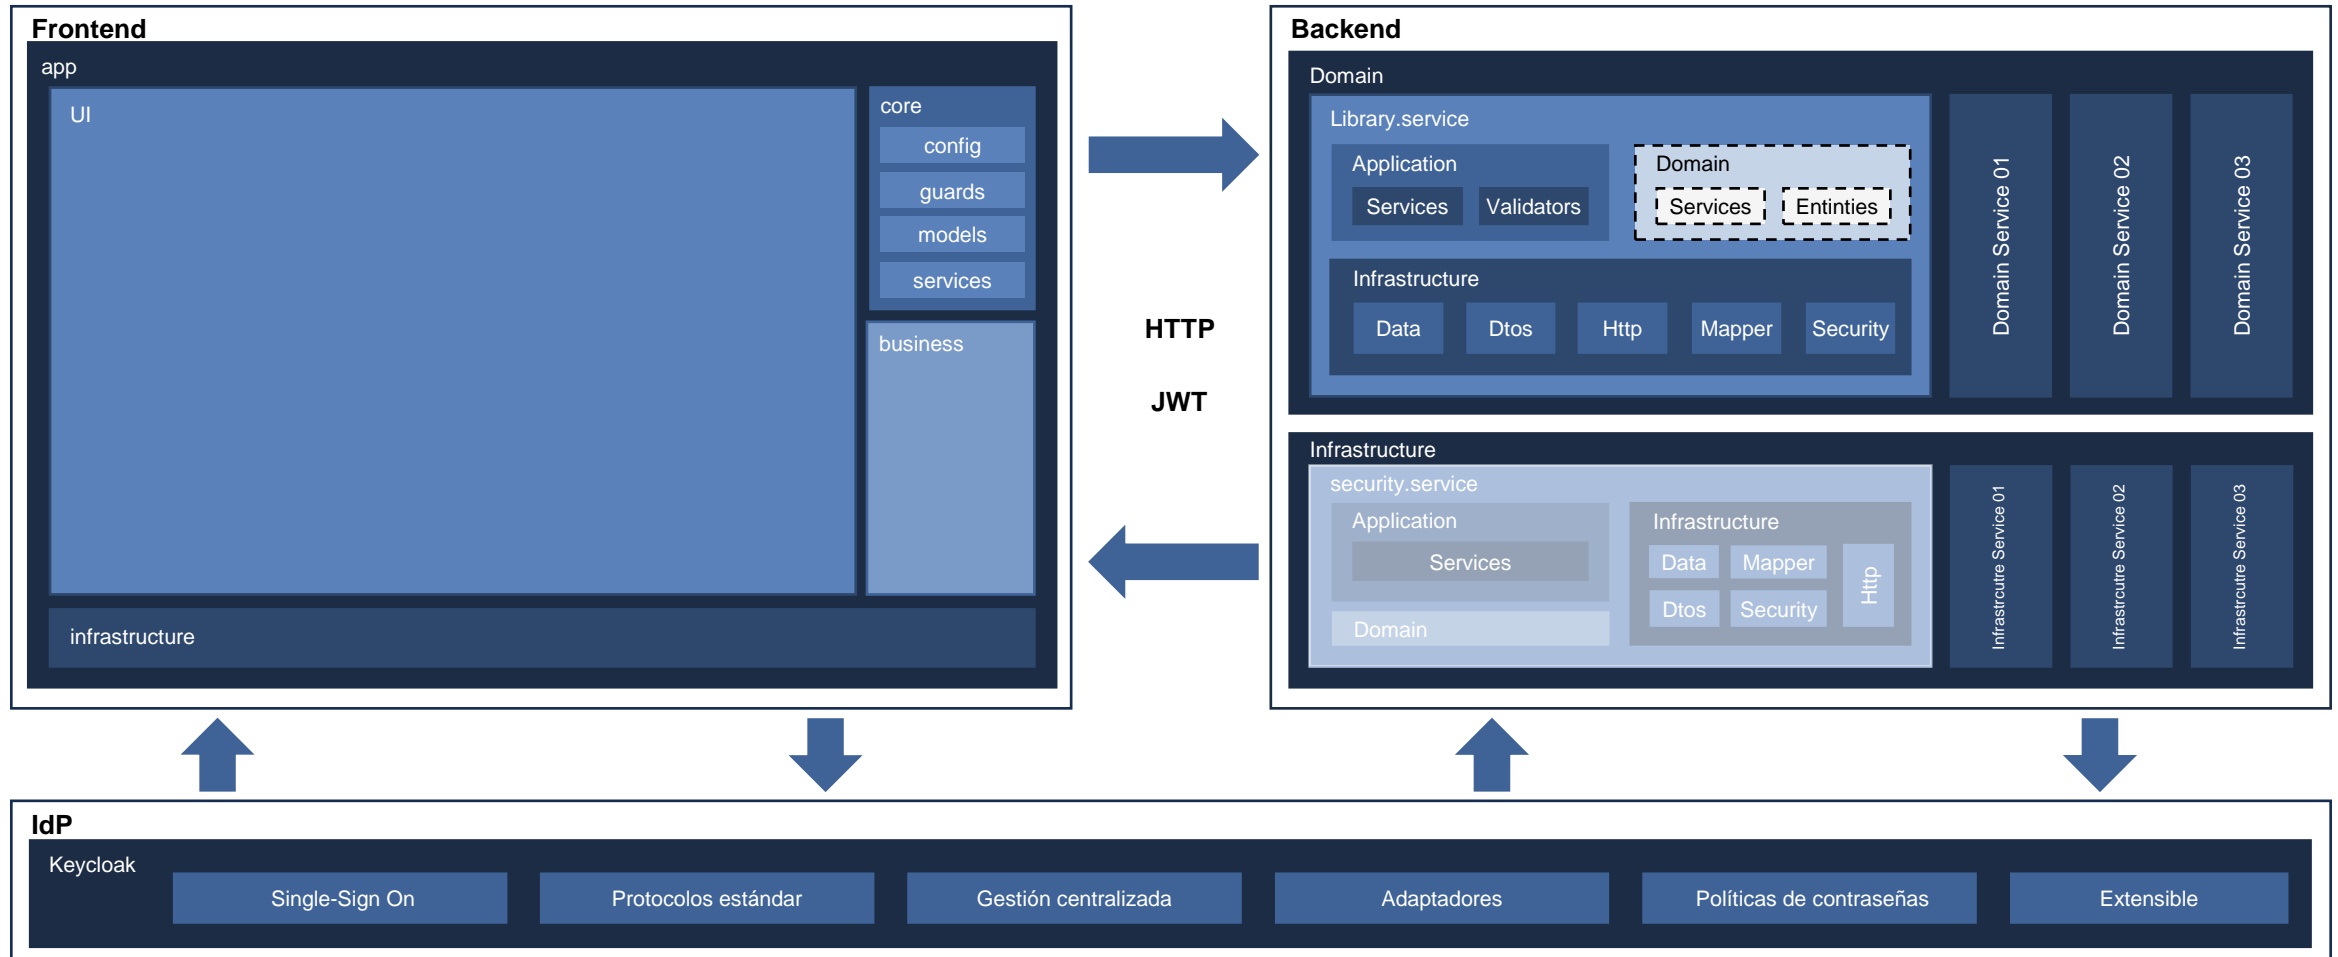 Frontend
app
UI
core
config
guards
models
services
business
infrastructure
HTTP
JWT
Backend
Domain
Library.service
Application
Services
Validators
Domain
Services
Entinties
Infrastructure
Data
Dtos
Http
Mapper
Security
Domain Service 01
Domain Service 02
Domain Service 03
Infrastructure
security.service
Application
Services
Domain
Infrastructure
Data
Mapper
Dtos
Security
Http
Infrastrcutre Service 01
Infrastrcutre Service 02
Infrastrcutre Service 03
IdP
Keycloak
Single-Sign On
Protocolos estándar
Gestión centralizada
Adaptadores
Políticas de contraseñas
Extensible